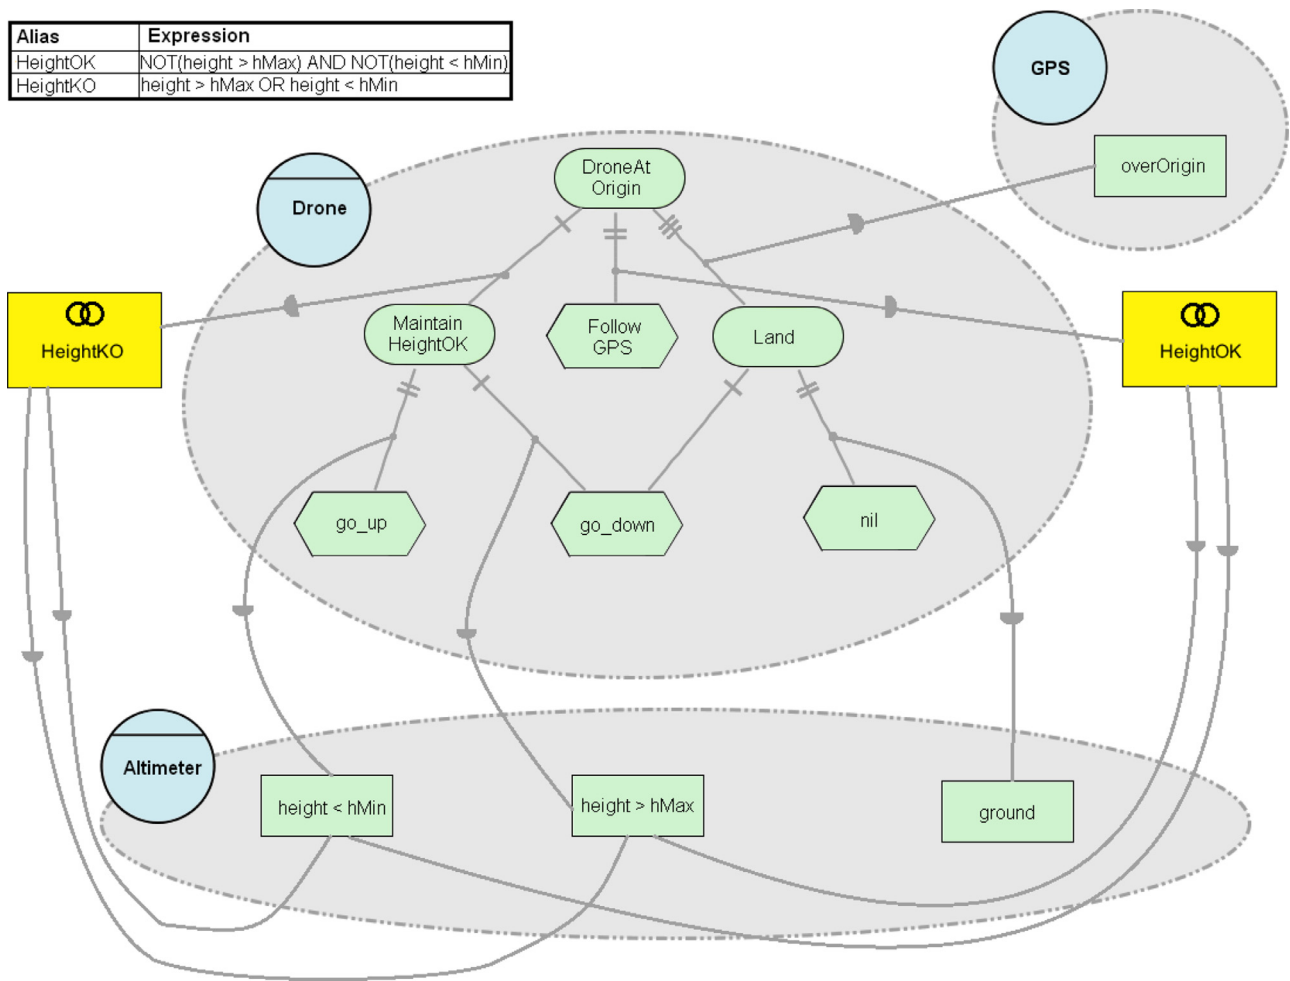 Alias Expression
HeightOK NOT(height > hMax) AND NOT(height < hMin)
HeightKO height > hMax OR height < hMin
GPS
overOrigin
DroneAt
Origin
Drone
HeightKO
Maintain
HeightOK
Follow
GPS
Land
HeightOK
go_up
go_down
nil
Altimeter
height < hMin
height > hMax
ground